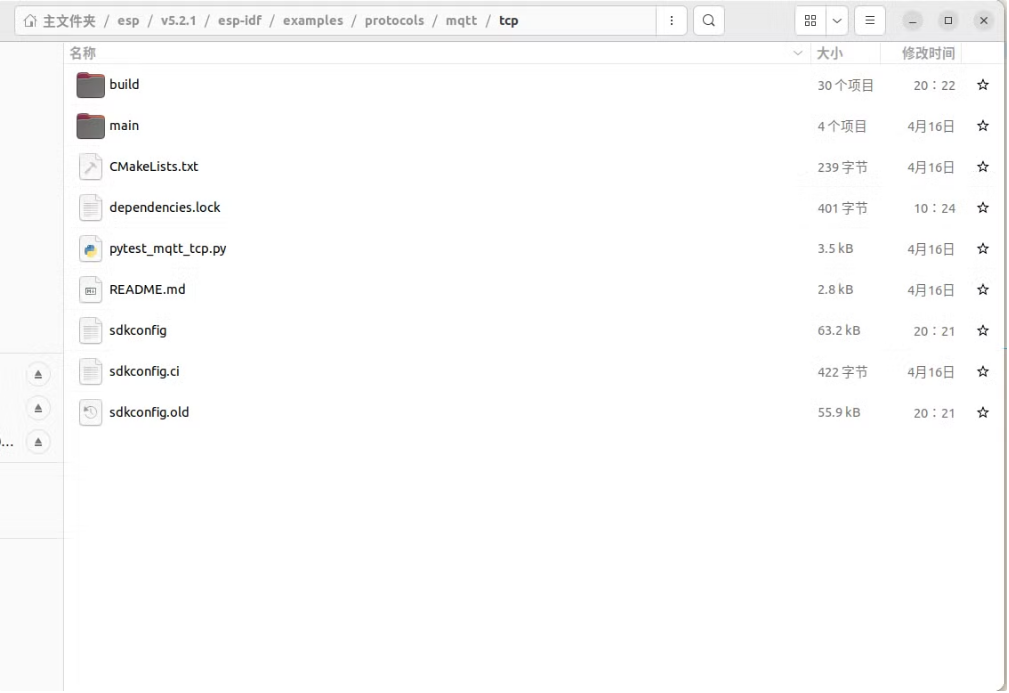 主文件夹 / esp / v5.2.1 / esp-idf / examples / protocols / mqtt / tcp
名称 大小 修改时间
build 30 个项目 20：22
main 4 个项目 4月16日
CMakeLists.txt 239 字节 4月16日
dependencies.lock 401 字节 10：24
pytest_mqtt_tcp.py 3.5 kB 4月16日
README.md 2.8 kB 4月16日
sdkconfig 63.2 kB 20：21
sdkconfig.ci 422 字节 4月16日
sdkconfig.old 55.9 kB 20：21